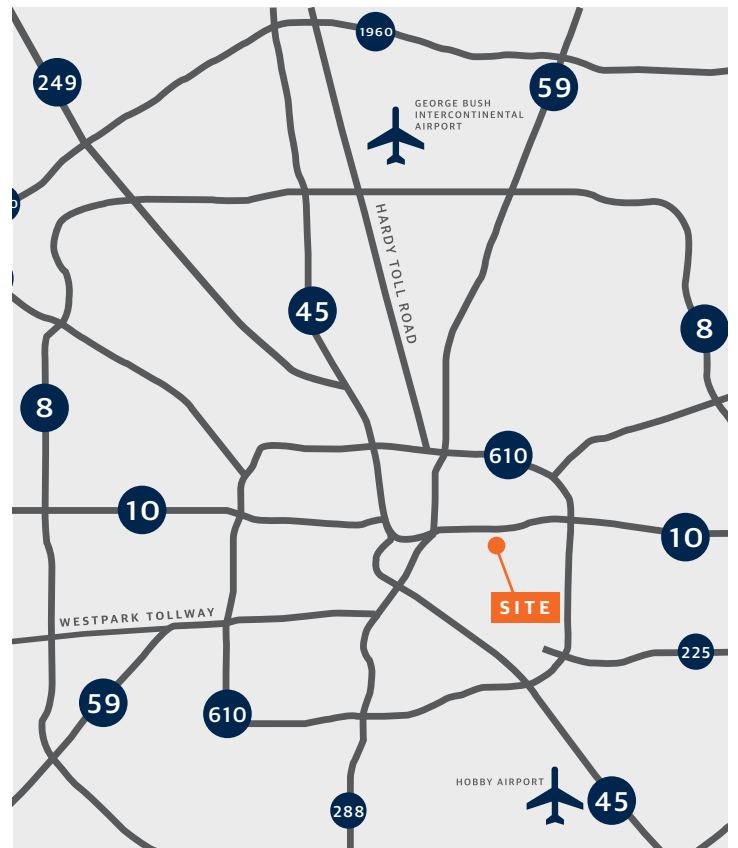 1960
249
59
GEORGE BUSH
INTERCONTINENTAL
AIRPORT
HARDY TOLL ROAD
45
8
8
610
10
10
SITE
WESTPARK TOLLWAY
225
59
610
HOBBY AIRPORT
45
288